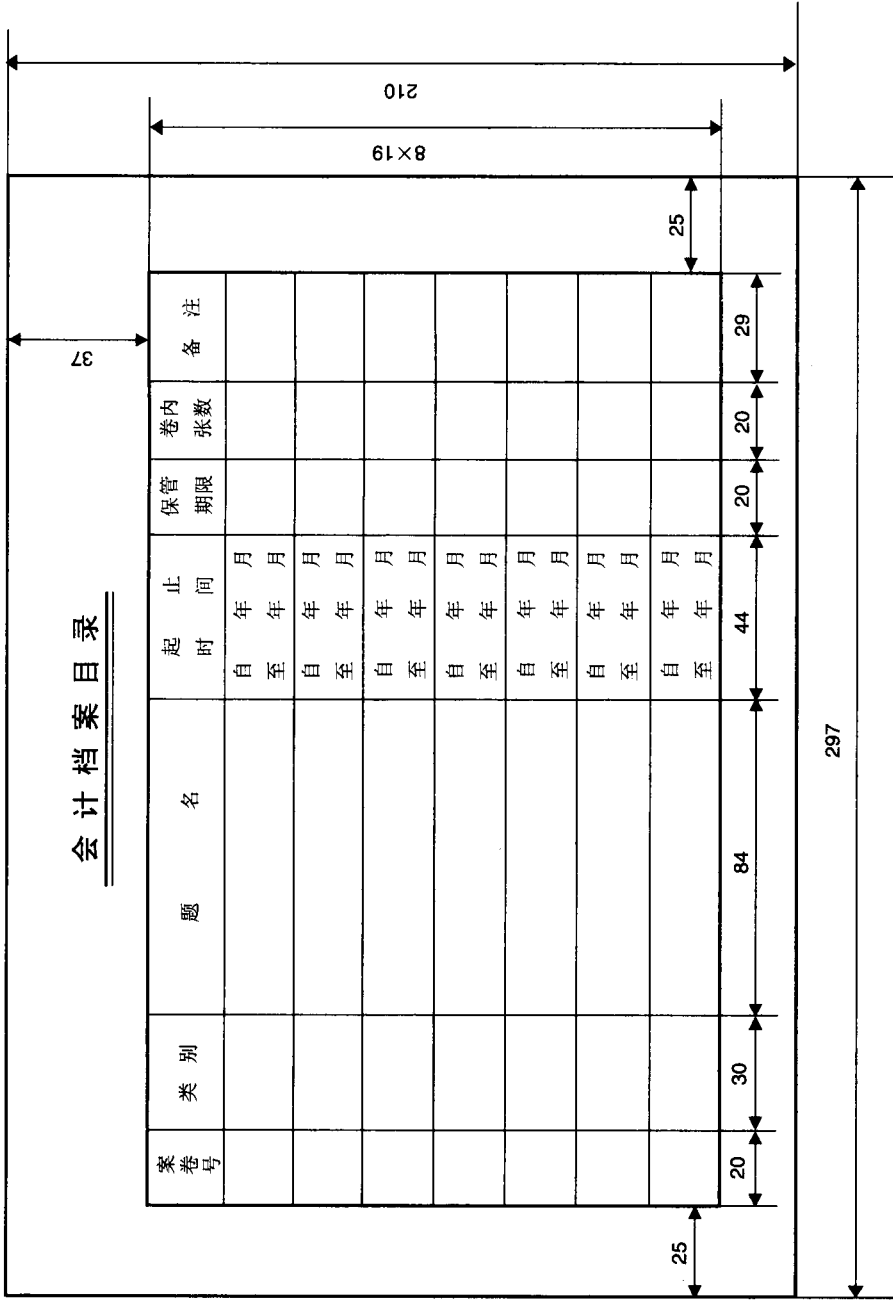 会计档案目录
案卷号 类别 题名 起止时间 保管期限 卷内张数 备注
自 年 月
至 年 月
自 年 月
至 年 月
自 年 月
至 年 月
自 年 月
至 年 月
自 年 月
至 年 月
自 年 月
至 年 月
自 年 月
至 年 月
37
8×19
210
25
25
20 30 84 44 20 20 29
297